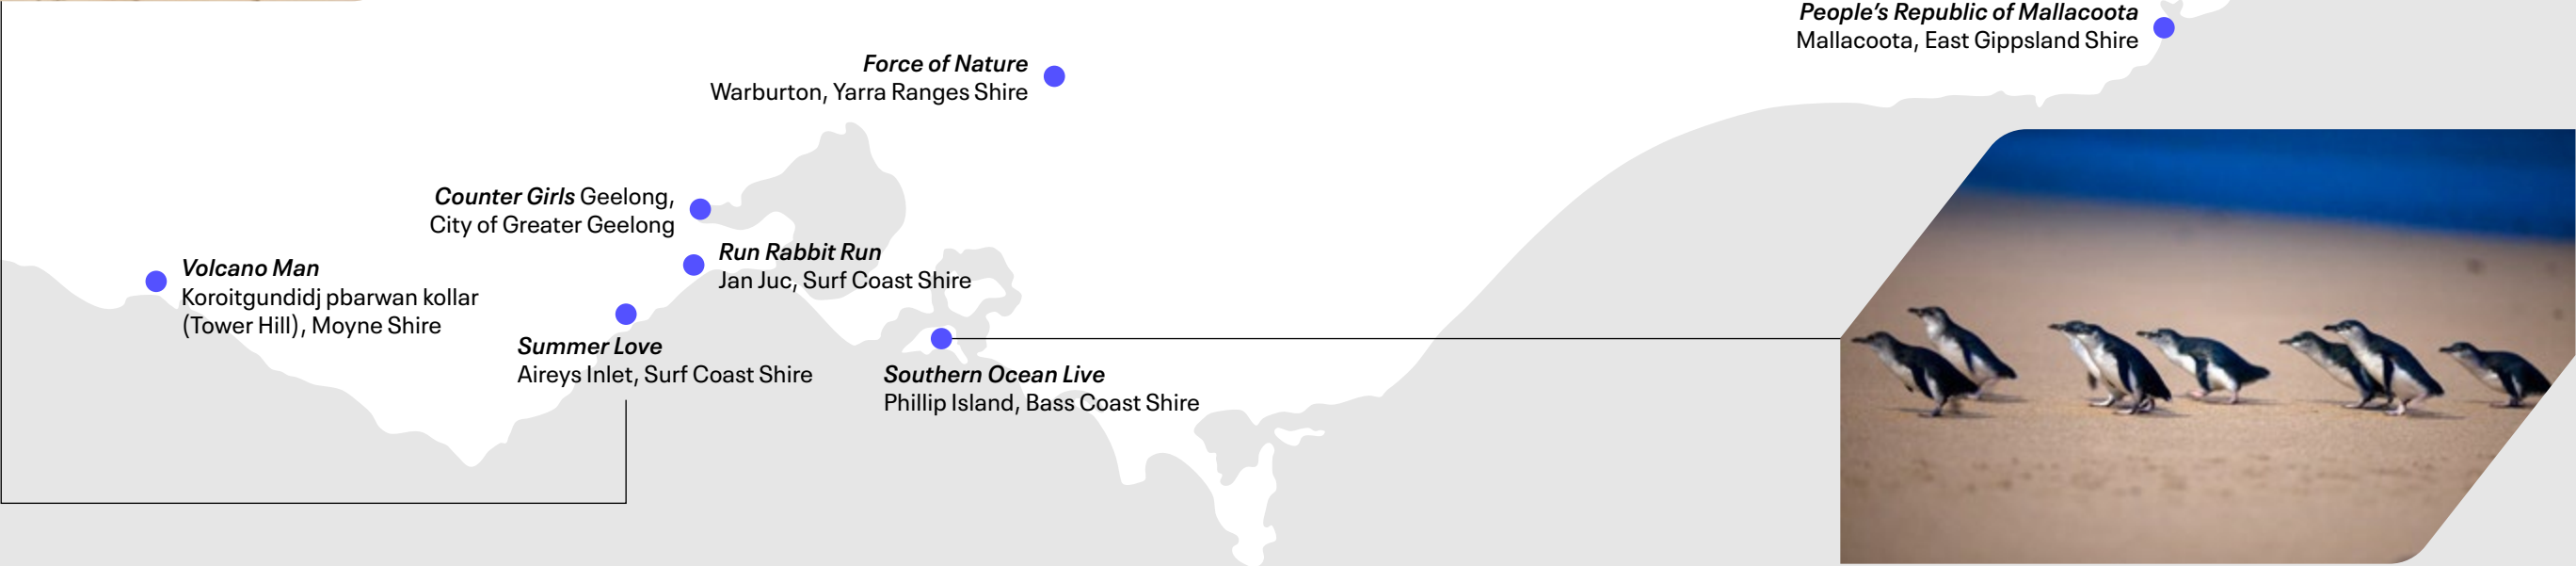 People’s Republic of Mallacoota
Mallacoota, East Gippsland Shire
Force of Nature
Warburton, Yarra Ranges Shire
Counter Girls Geelong,
City of Greater Geelong
Run Rabbit Run
Jan Juc, Surf Coast Shire
Volcano Man
Koroitgundidj pbarwan kollar
(Tower Hill), Moyne Shire
Summer Love
Aireys Inlet, Surf Coast Shire
Southern Ocean Live
Phillip Island, Bass Coast Shire